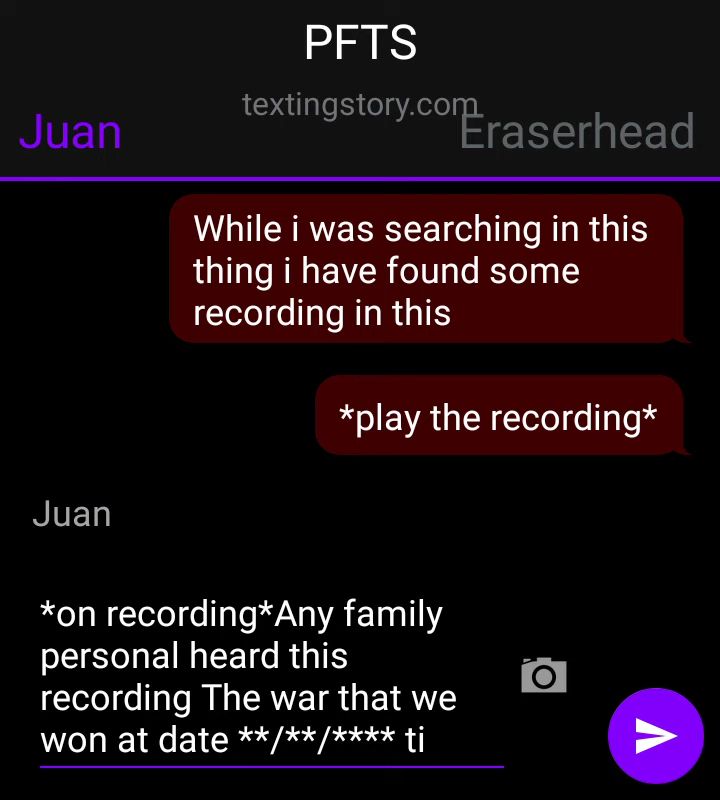 PFTS
textingstory.com
Juan
Eraserhead
While i was searching in this
thing i have found some
recording in this
*play the recording*
Juan
*on recording*Any family
personal heard this
recording The war that we
won at date **/**/**** ti